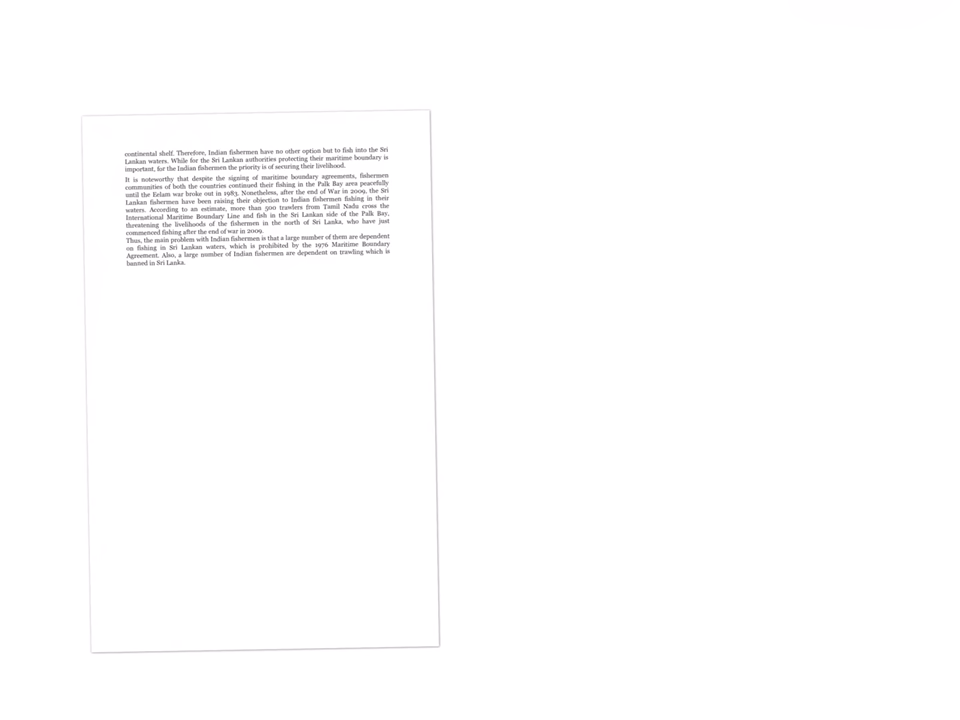 continental shelf. Therefore, Indian fishermen have no other option but to fish into the Sri
Lankan waters. While for the Sri Lankan authorities protecting their maritime boundary is
important, for the Indian fishermen the priority is of securing their livelihood.
It is noteworthy that despite the signing of maritime boundary agreements, fishermen
communities of both the countries continued their fishing in the Palk Bay area peacefully
until the Eelam war broke out in 1983. Nonetheless, after the end of War in 2009, the Sri
Lankan fishermen have been raising their objection to Indian fishermen fishing in their
waters. According to an estimate, more than 500 trawlers from Tamil Nadu cross the
International Maritime Boundary Line and fish in the Sri Lankan side of the Palk Bay,
threatening the livelihoods of the fishermen in the north of Sri Lanka, who have just
commenced fishing after the end of war in 2009.
Thus, the main problem with Indian fishermen is that a large number of them are dependent
on fishing in Sri Lankan waters, which is prohibited by the 1976 Maritime Boundary
Agreement. Also, a large number of Indian fishermen are dependent on trawling which is
banned in Sri Lanka.